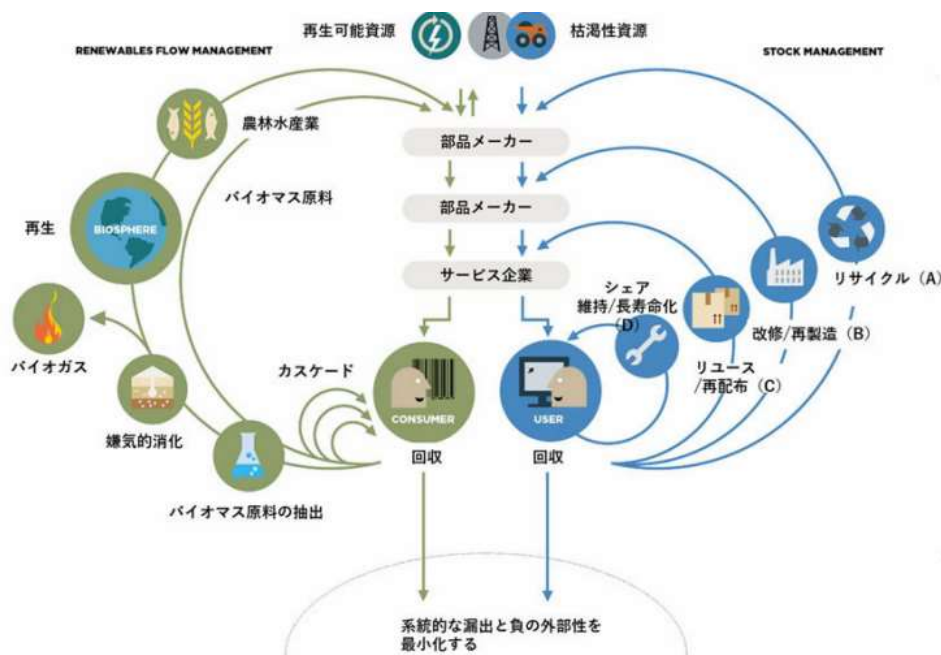 再生可能資源
枯渇性資源
RENEWABLES FLOW MANAGEMENT
STOCK MANAGEMENT
農林水産業
部品メーカー
バイオマス原料
部品メーカー
再生
BIOSPHERE
サービス企業
リサイクル（A）
シェア
維持/長寿命化
（D）
改修/再製造（B）
リユース
/再配布（C）
バイオガス
カスケード
CONSUMER
USER
嫌気的消化
回収
回収
バイオマス原料の抽出
系統的な漏出と負の外部性を
最小化する